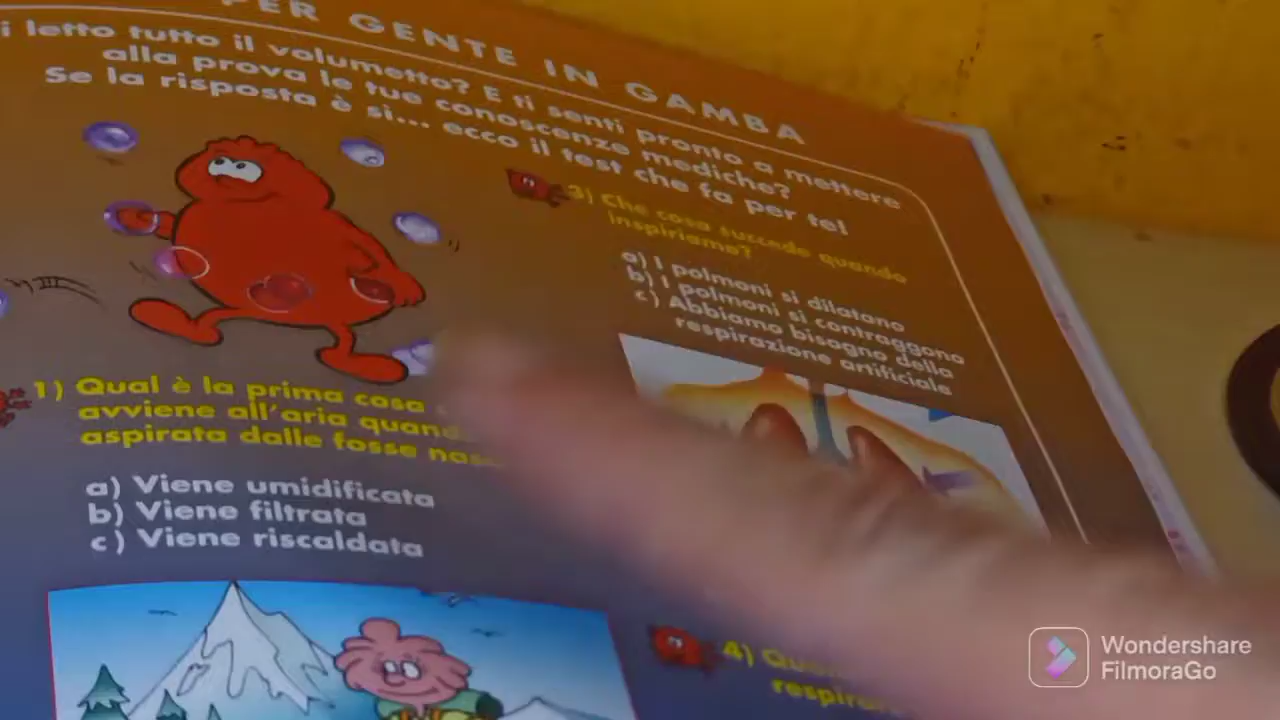 PER GENTE IN GAMBA
i letto tutto il volumetto? E ti senti pronto a mettere
alla prova le tue conoscenze mediche?
Se la risposta è sì... ecco il test che fa per te!
1) Qual è la prima cosa
avviene all'aria quand
aspirata dalle fosse nas
a) Viene umidificata
b) Viene filtrata
c) Viene riscaldata
3) Che cosa succede quando
inspiriamo?
a) I polmoni si dilatano
b) I polmoni si contraggono
c) Abbiamo bisogno della
respirazione artificiale
4)
respir
Wondershare
FilmoraGo